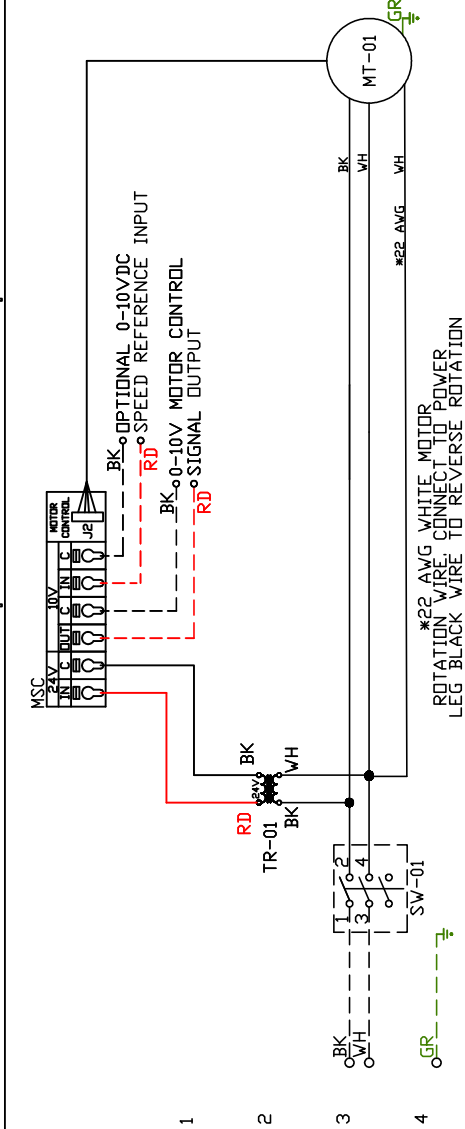 MSC
24V
10V
MOTOR
CONTROL
IN
C
OUT
C
IN
C
J2
BK
OPTIONAL 0-10VDC
SPEED REFERENCE INPUT
RD
BK
0-10V MOTOR CONTROL
SIGNAL OUTPUT
RD
RD
24V
BK
TR-01
BK
WH
1
2
3
4
BK
WH
GR
1
2
3
4
SW-01
BK
WH
WH
*22 AWG
MT-01
GR
*22 AWG WHITE MOTOR
ROTATION WIRE. CONNECT TO POWER
LEG BLACK WIRE TO REVERSE ROTATION